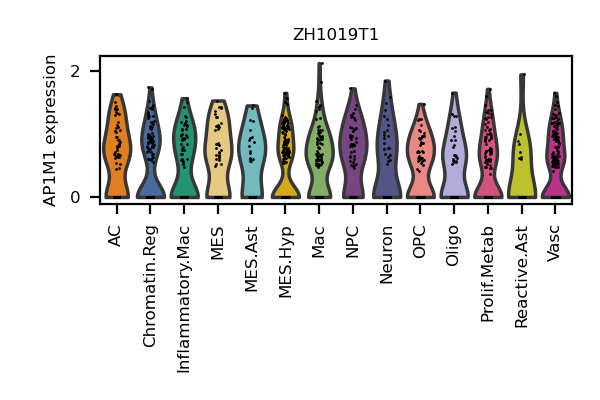 ZH1019T1
AP1M1 expression
2
0
AC
Chromatin.Reg
Inflammatory.Mac
MES
MES.Ast
MES.Hyp
Mac
NPC
Neuron
OPC
Oligo
Prolif.Metab
Reactive.Ast
Vasc